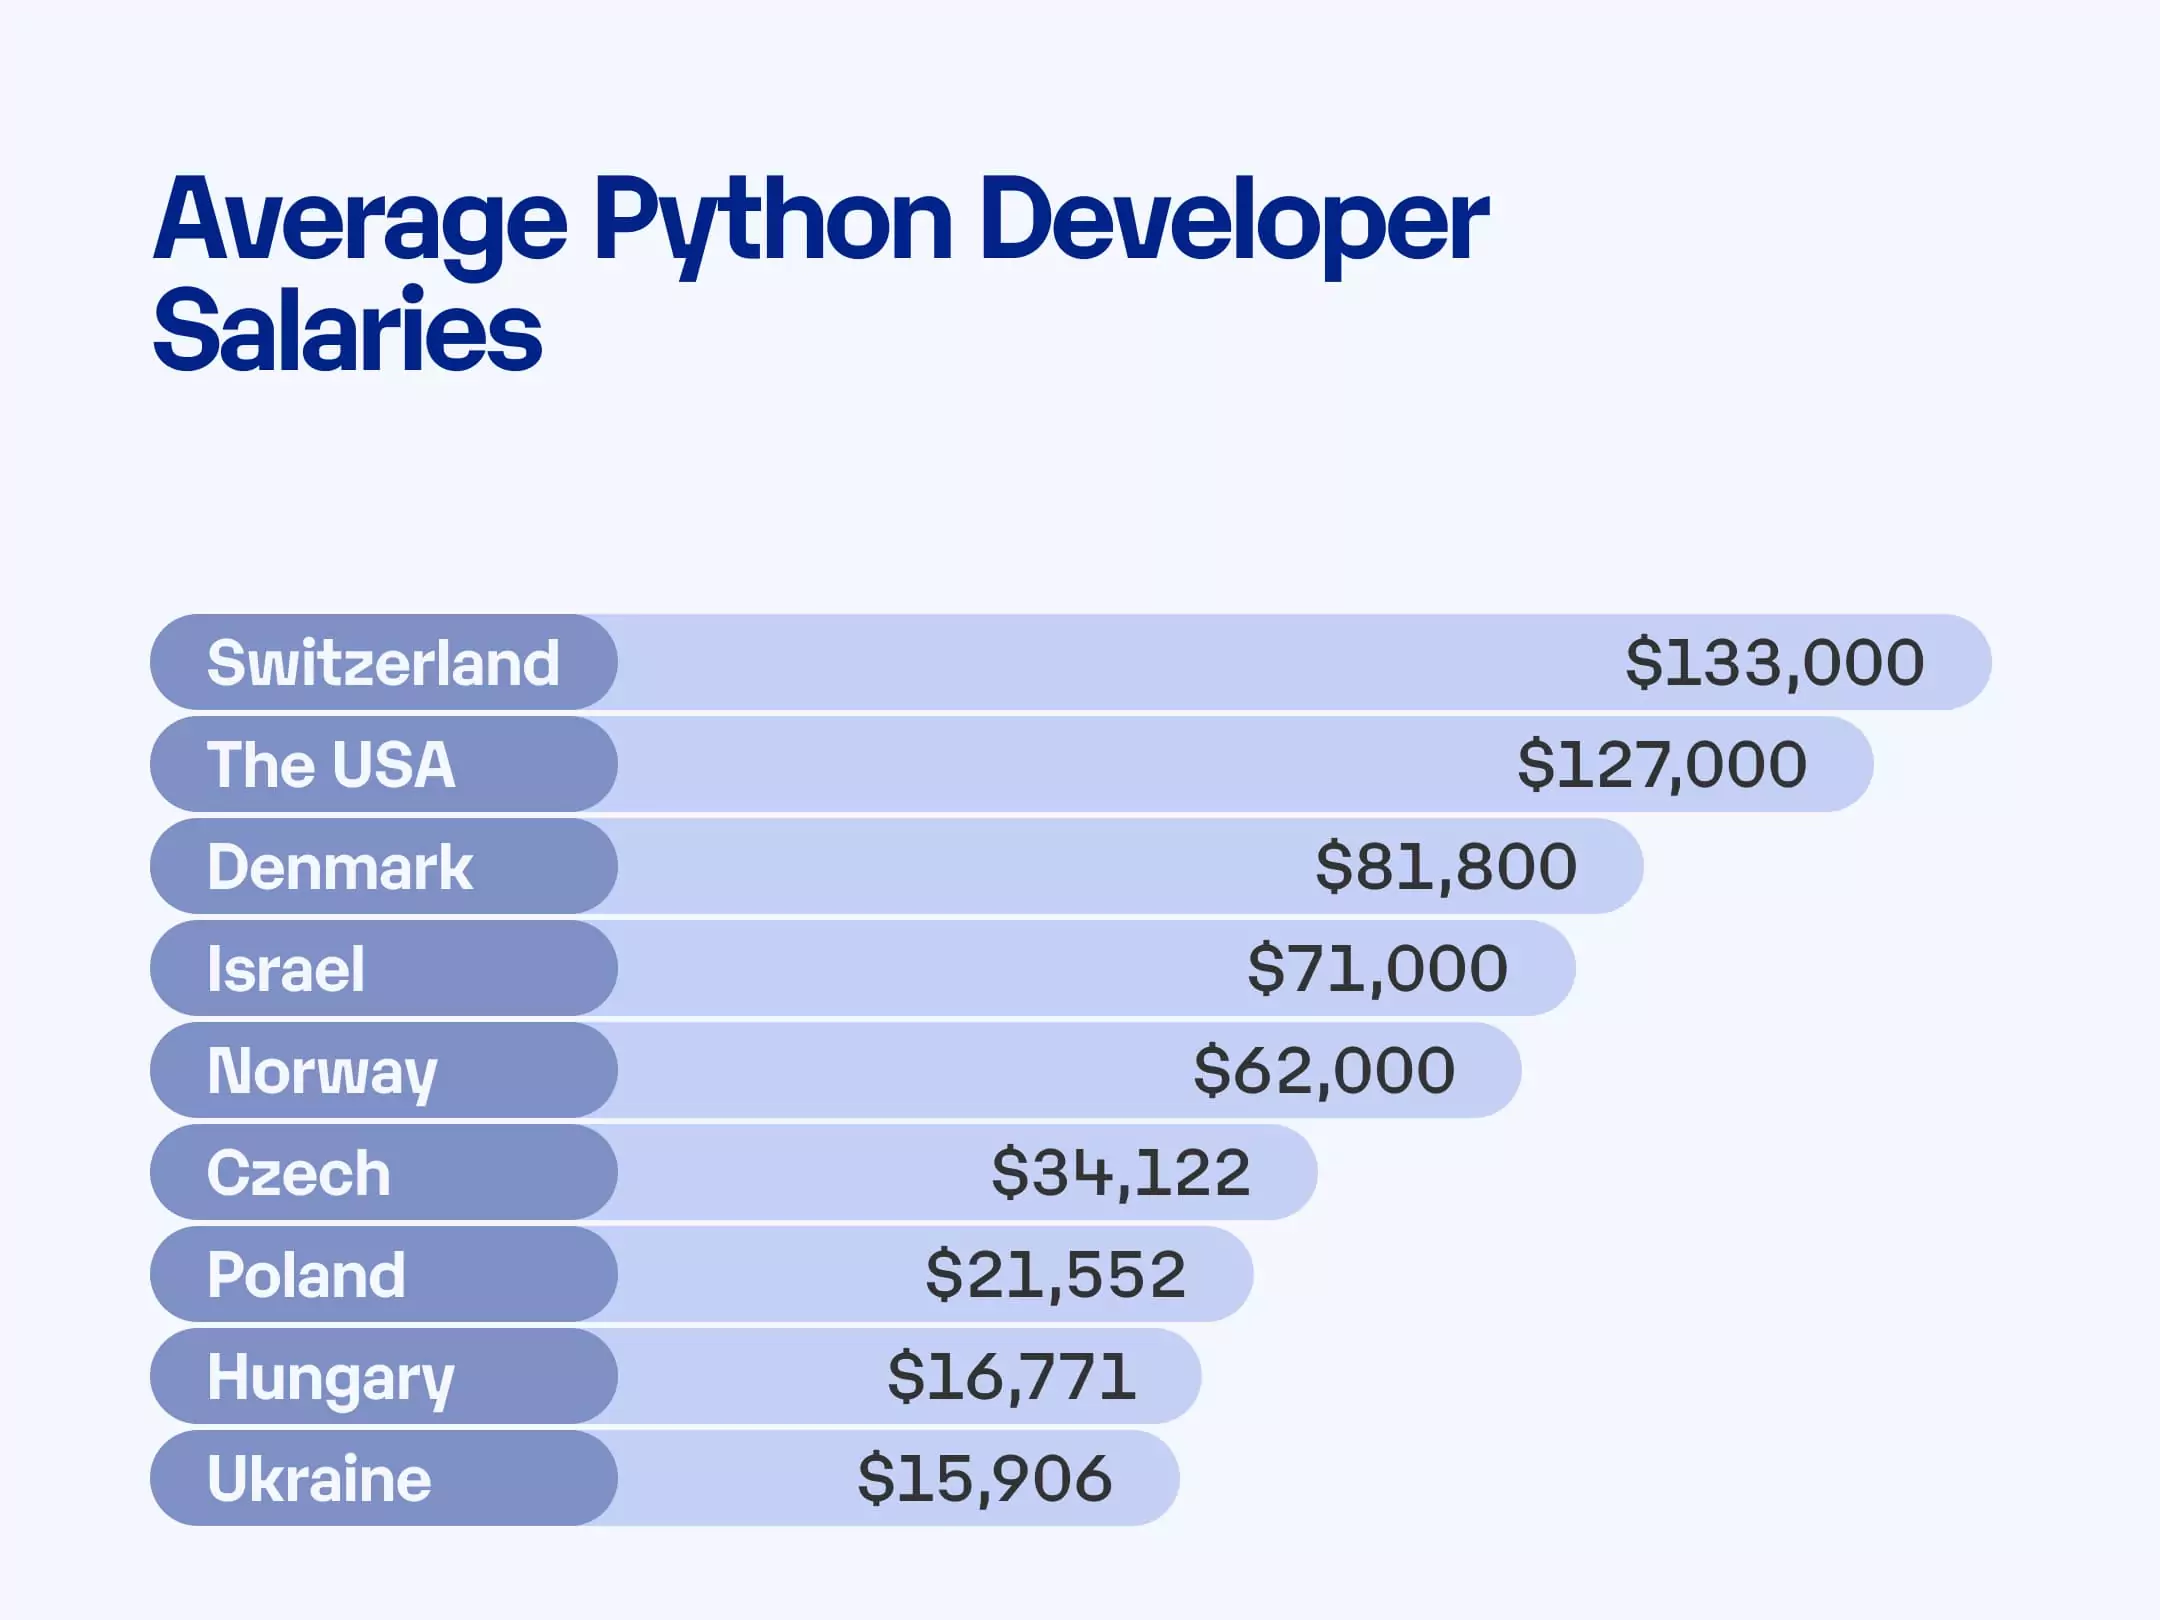 Average Python Developer
Salaries
Switzerland $133,000
The USA $127,000
Denmark $81,800
Israel $71,000
Norway $62,000
Czech $34,122
Poland $21,552
Hungary $16,771
Ukraine $15,906